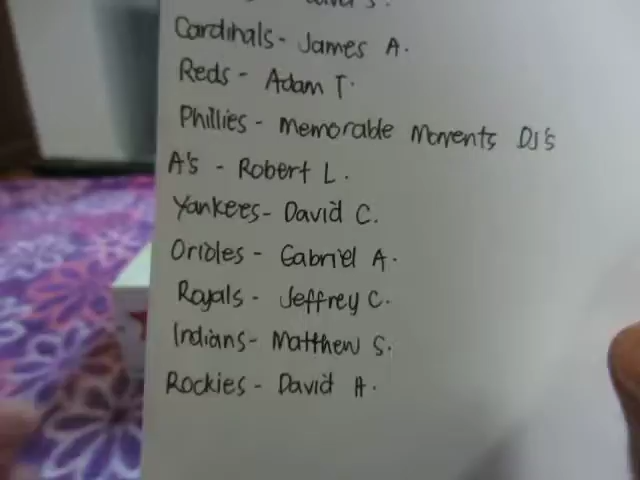 Cardinals - James A.
Reds - Adam T.
Phillies - Memorable Moments DJ's
A's - Robert L.
Yankees - David C.
Orioles - Gabriel A.
Royals - Jeffrey C.
Indians - Matthew S.
Rockies - David H.